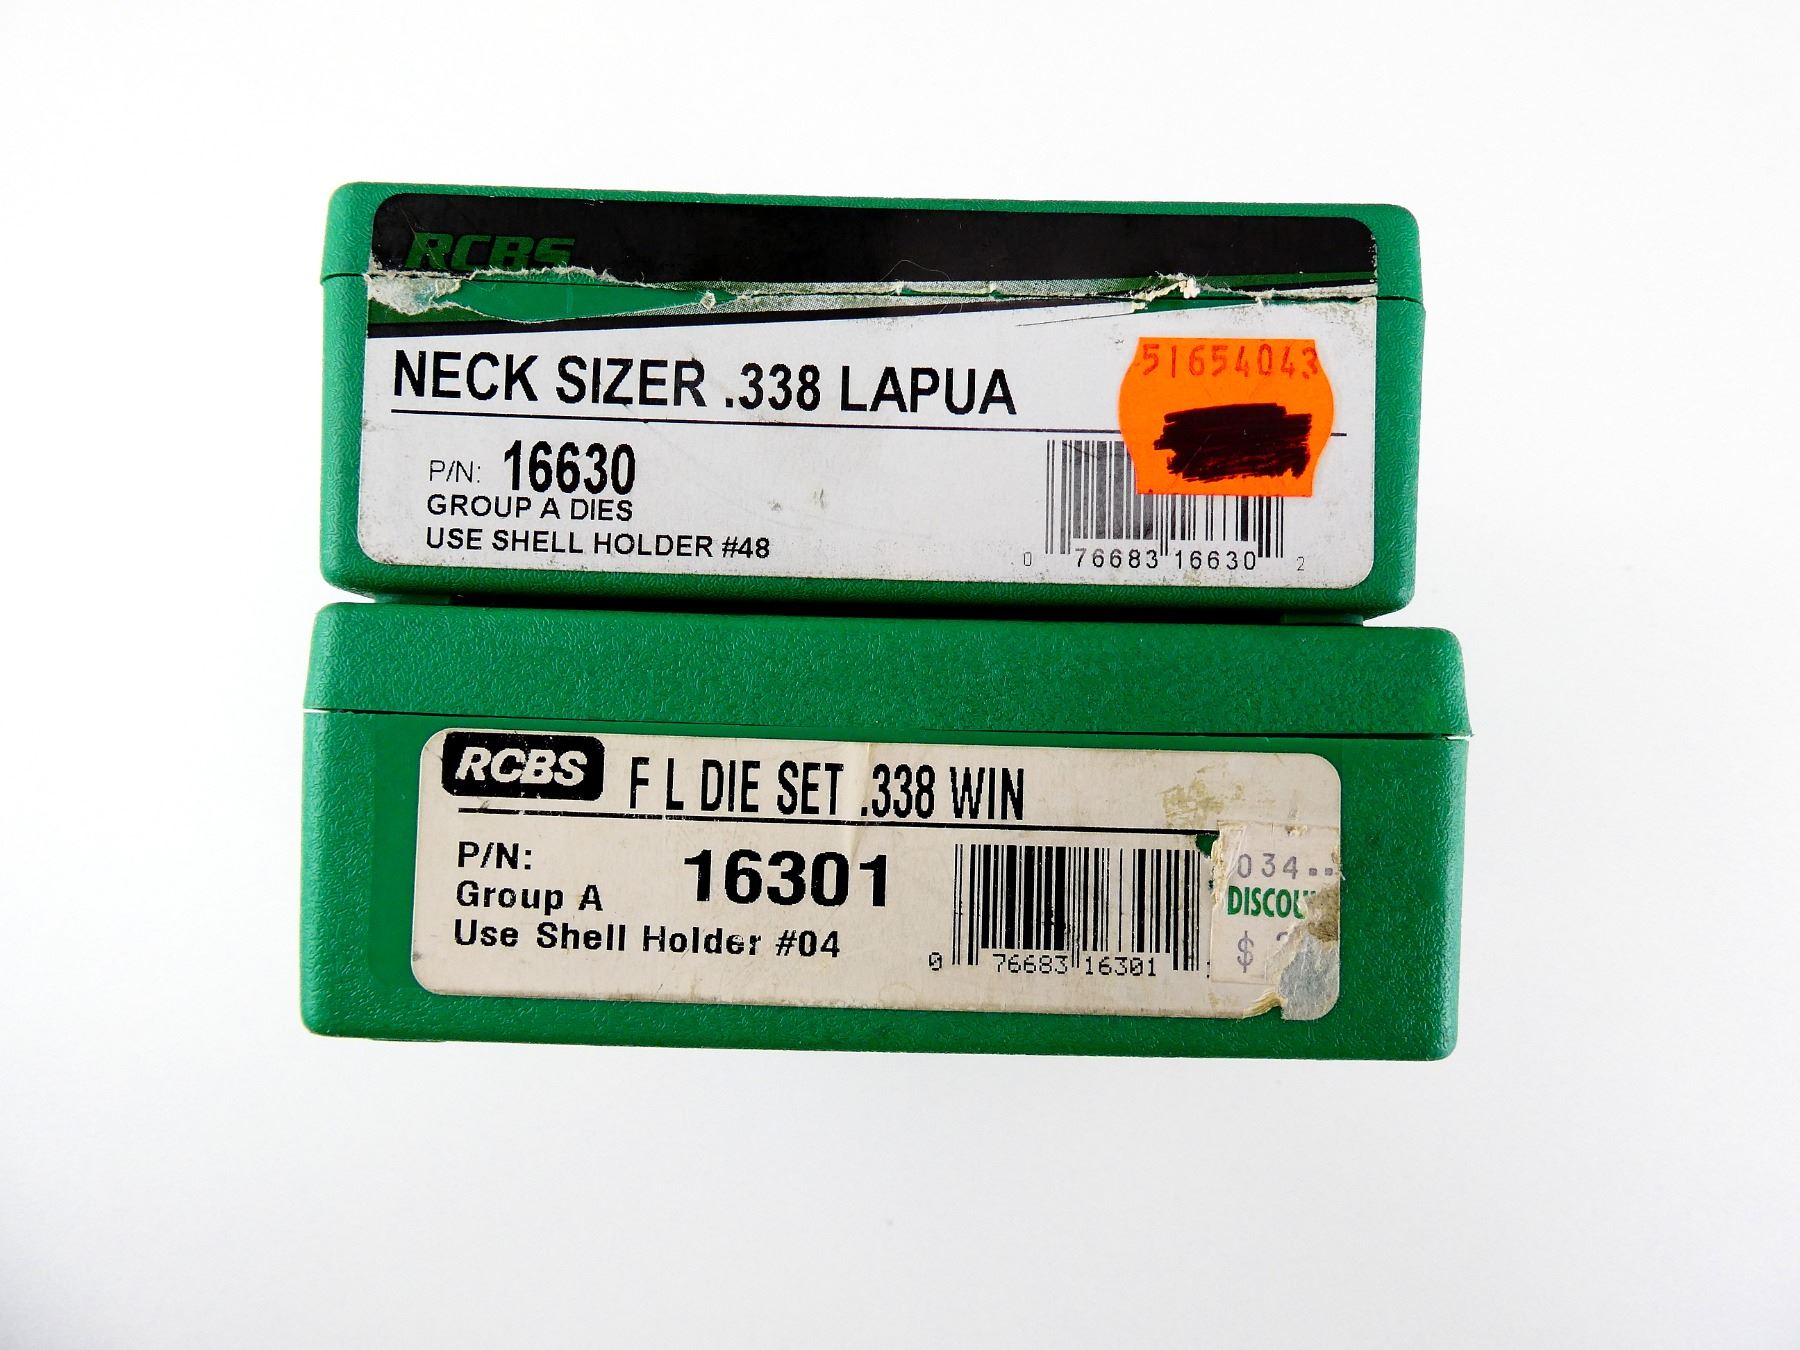 RCBS
NECK SIZER .338 LAPUA
51654043
P/N: 16630
GROUP A DIES
USE SHELL HOLDER #48
0 76683 16630 2
RCBS F L DIE SET .338 WIN
P/N: 16301
Group A
Use Shell Holder #04
0 76683 16301
034
$